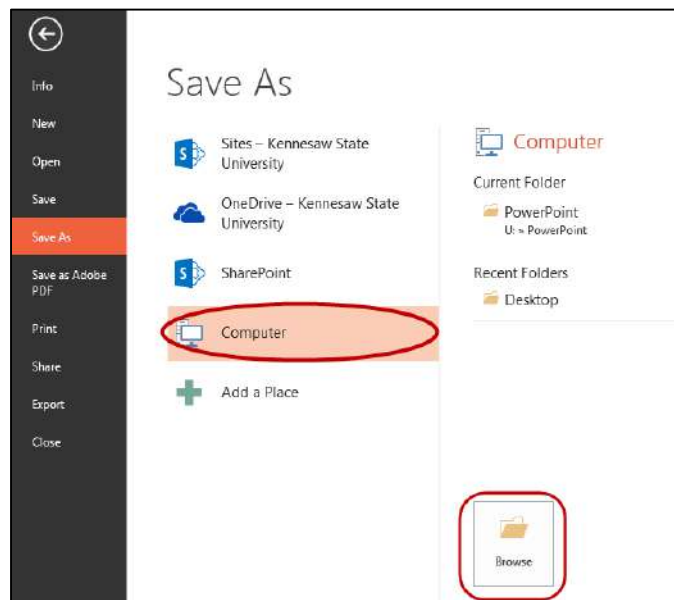 Info
New
Open
Save
Save As
Save as Adobe
PDF
Print
Share
Export
Close
Save As
Sites – Kennesaw State
University
OneDrive – Kennesaw State
University
SharePoint
Computer
Add a Place
Computer
Current Folder
PowerPoint
U: » PowerPoint
Recent Folders
Desktop
Browse